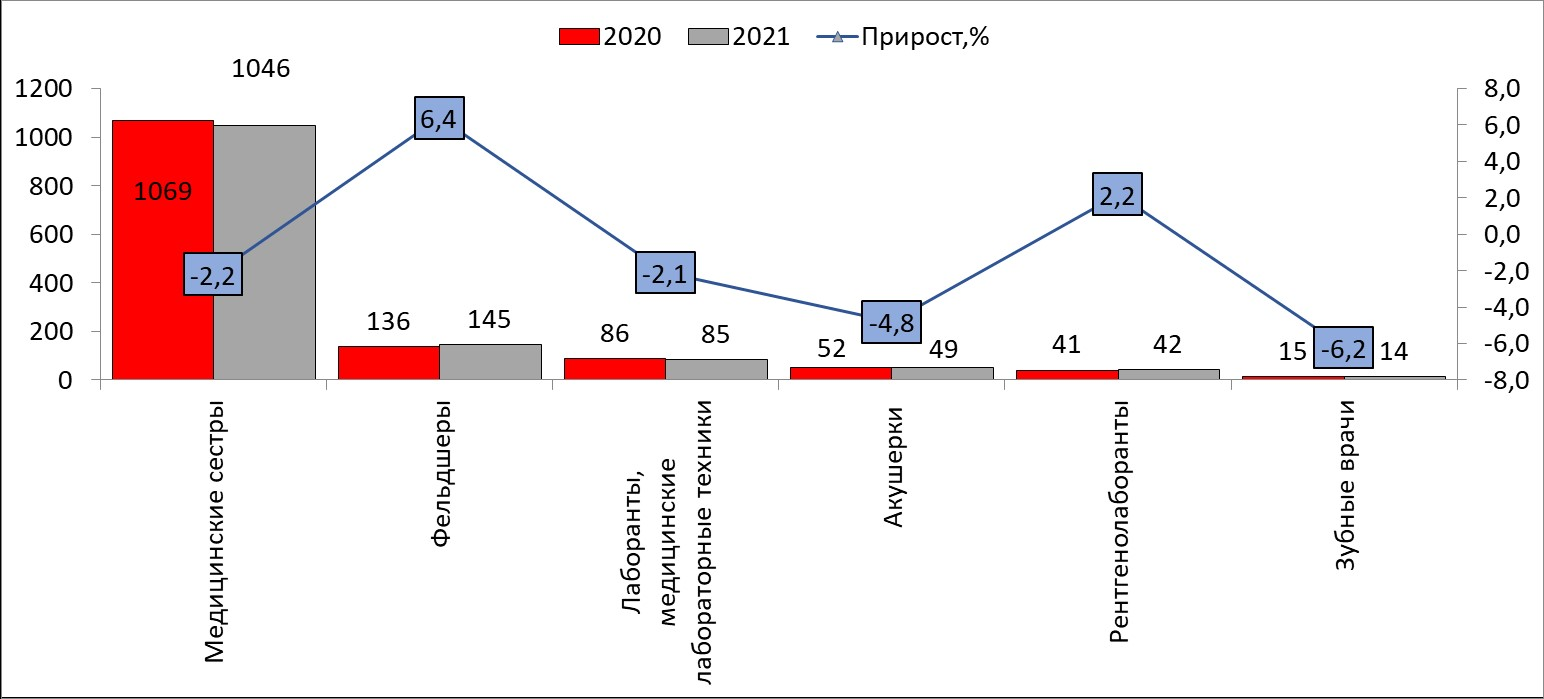 2020 2021 Прирост,%
1046
1200 8,0
1000 6,0
800 4,0
600 2,0
400 0,0
200 -2,0
0 -4,0
-6,0
-8,0
1069
-2,2
6,4
136 145
-2,1
86 85
-4,8
52 49
2,2
41 42
-6,2
15 14
Медицинские сестры
Фельдшеры
Лаборанты,
медицинские
лабораторные техники
Акушерки
Рентгенолаборанты
Зубные врачи